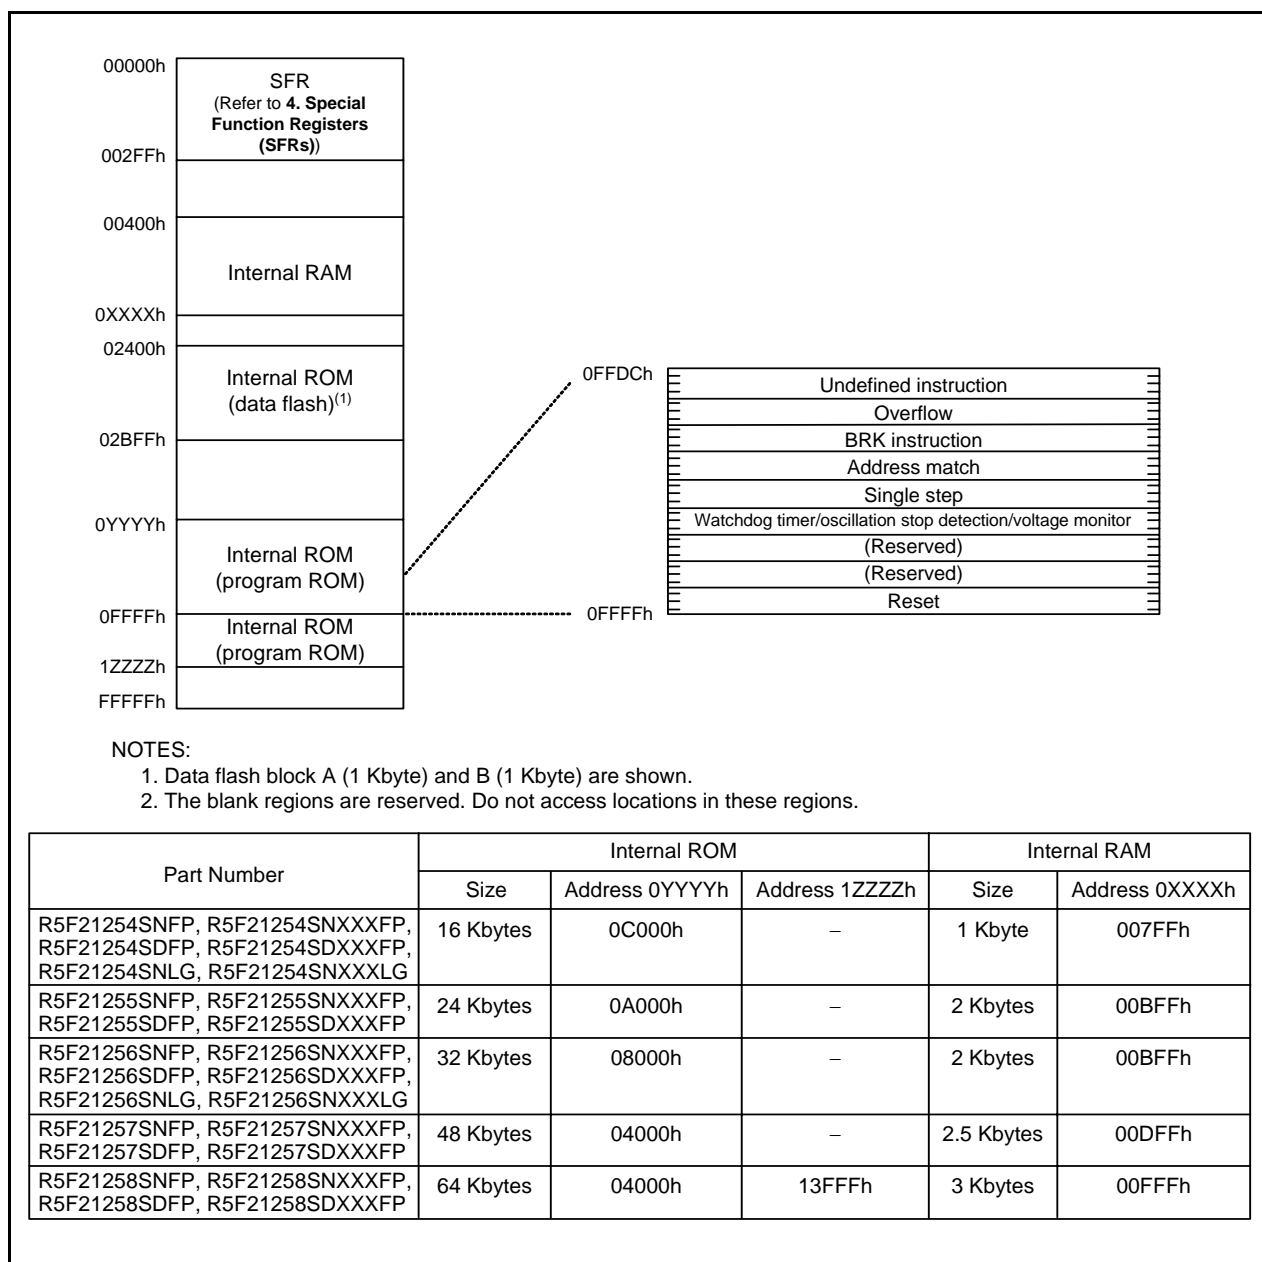 00000h
SFR
(Refer to 4. Special
Function Registers
(SFRs))
002FFh
00400h
Internal RAM
0XXXXh
02400h
Internal ROM
(data flash)(1)
02BFFh
0YYYYh
Internal ROM
(program ROM)
0FFFFh
Internal ROM
(program ROM)
1ZZZZh
FFFFFh
0FFDCh
Undefined instruction
Overflow
BRK instruction
Address match
Single step
Watchdog timer/oscillation stop detection/voltage monitor
(Reserved)
(Reserved)
Reset
0FFFFh
NOTES:
1. Data flash block A (1 Kbyte) and B (1 Kbyte) are shown.
2. The blank regions are reserved. Do not access locations in these regions.
Part Number Internal ROM Internal RAM
Size Address 0YYYYh Address 1ZZZZh Size Address 0XXXXh
R5F21254SNFP, R5F21254SNXXXFP, 16 Kbytes 0C000h – 1 Kbyte 007FFh
R5F21254SDFP, R5F21254SDXXXFP,
R5F21254SNLG, R5F21254SNXXXLG
R5F21255SNFP, R5F21255SNXXXFP, 24 Kbytes 0A000h – 2 Kbytes 00BFFh
R5F21255SDFP, R5F21255SDXXXFP
R5F21256SNFP, R5F21256SNXXXFP, 32 Kbytes 08000h – 2 Kbytes 00BFFh
R5F21256SDFP, R5F21256SDXXXFP,
R5F21256SNLG, R5F21256SNXXXLG
R5F21257SNFP, R5F21257SNXXXFP, 48 Kbytes 04000h – 2.5 Kbytes 00DFFh
R5F21257SDFP, R5F21257SDXXXFP
R5F21258SNFP, R5F21258SNXXXFP, 64 Kbytes 04000h 13FFFh 3 Kbytes 00FFFh
R5F21258SDFP, R5F21258SDXXXFP